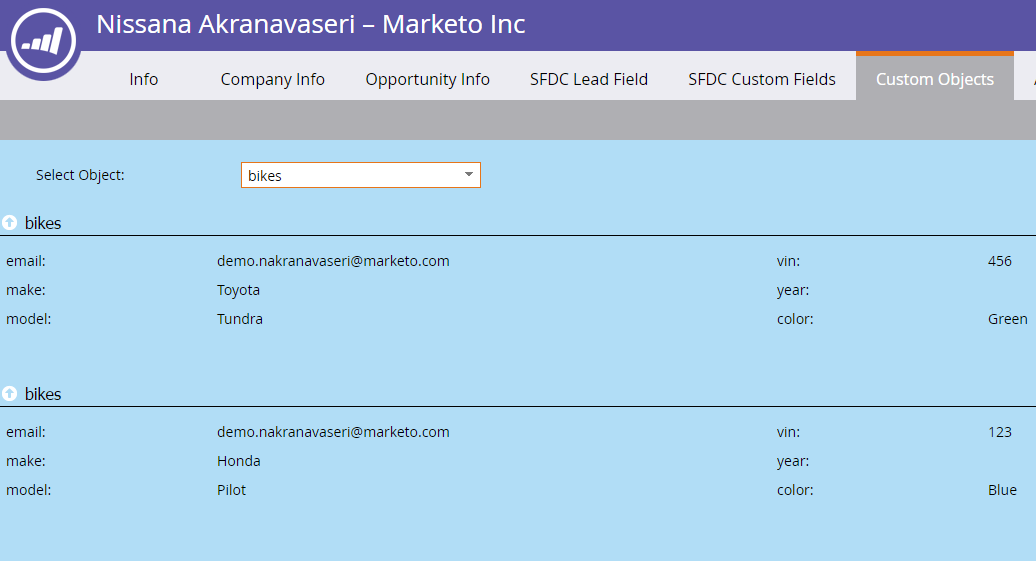 Nissana Akranavaseri – Marketo Inc
Info Company Info Opportunity Info SFDC Lead Field SFDC Custom Fields Custom Objects
Select Object: bikes
bikes
email: demo.nakranavaseri@marketo.com vin: 456
make: Toyota year:
model: Tundra color: Green
bikes
email: demo.nakranavaseri@marketo.com vin: 123
make: Honda year:
model: Pilot color: Blue